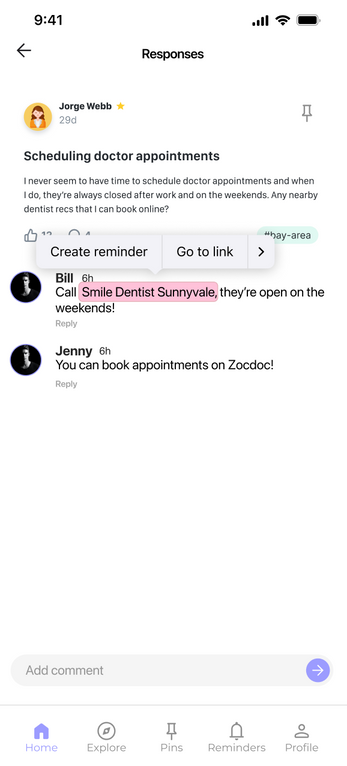 9:41
Responses
Jorge Webb
29d
Scheduling doctor appointments
I never seem to have time to schedule doctor appointments and when
I do, they're always closed after work and on the weekends. Any nearby
dentist recs that I can book online?
#bay-area
Create reminder
Go to link
Bill 6h
Call Smile Dentist Sunnyvale, they're open on the
weekends!
Reply
Jenny 6h
You can book appointments on Zocdoc!
Reply
Add comment
Home
Explore
Pins
Reminders
Profile